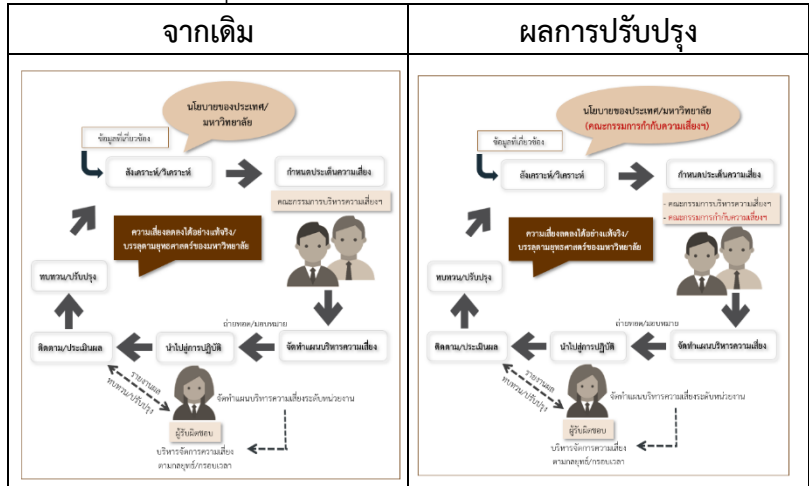 จากเดิม
ผลการปรับปรุง
นโยบายของประเทศ/
มหาวิทยาลัย
ข้อมูลที่เกี่ยวข้อง
สังเคราะห์/วิเคราะห์
กำหนดประเด็นความเสี่ยง
คณะกรรมการบริหารความเสี่ยงฯ
ความเสี่ยงลดลงได้อย่างแท้จริง/
บรรลุตามยุทธศาสตร์ของมหาวิทยาลัย
ทบทวน/ปรับปรุง
ถ่ายทอด/มอบหมาย
ติดตาม/ประเมินผล
นำไปสู่การปฏิบัติ
จัดทำแผนบริหารความเสี่ยง
รายงานผล
ทบทวน/ปรับปรุง
จัดทำแผนบริหารความเสี่ยงระดับหน่วยงาน
ผู้รับผิดชอบ
บริหารจัดการความเสี่ยง
ตามกลยุทธ์/กรอบเวลา
นโยบายของประเทศ/มหาวิทยาลัย
(คณะกรรมการกำกับความเสี่ยงฯ)
ข้อมูลที่เกี่ยวข้อง
สังเคราะห์/วิเคราะห์
กำหนดประเด็นความเสี่ยง
- คณะกรรมการบริหารความเสี่ยงฯ
- คณะกรรมการกำกับความเสี่ยงฯ
ความเสี่ยงลดลงได้อย่างแท้จริง/
บรรลุตามยุทธศาสตร์ของมหาวิทยาลัย
ทบทวน/ปรับปรุง
ถ่ายทอด/มอบหมาย
ติดตาม/ประเมินผล
นำไปสู่การปฏิบัติ
จัดทำแผนบริหารความเสี่ยง
รายงานผล
ทบทวน/ปรับปรุง
จัดทำแผนบริหารความเสี่ยงระดับหน่วยงาน
ผู้รับผิดชอบ
บริหารจัดการความเสี่ยง
ตามกลยุทธ์/กรอบเวลา